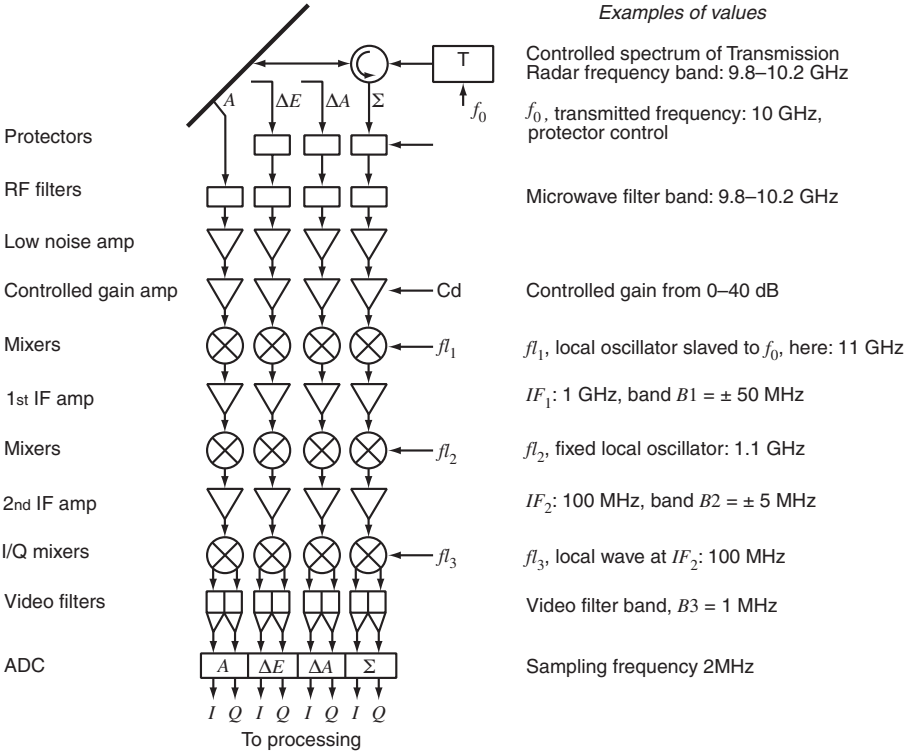 Examples of values
T
Controlled spectrum of Transmission
Radar frequency band: 9.8–10.2 GHz
A
ΔE
ΔA
Σ
f0
f0, transmitted frequency: 10 GHz,
protector control
Protectors
RF filters
Microwave filter band: 9.8–10.2 GHz
Low noise amp
Controlled gain amp
Cd
Controlled gain from 0–40 dB
Mixers
fl1
fl1, local oscillator slaved to f0, here: 11 GHz
1st IF amp
IF1: 1 GHz, band B1 = ± 50 MHz
Mixers
fl2
fl2, fixed local oscillator: 1.1 GHz
2nd IF amp
IF2: 100 MHz, band B2 = ± 5 MHz
I/Q mixers
fl3
fl3, local wave at IF2: 100 MHz
Video filters
Video filter band, B3 = 1 MHz
ADC
A
ΔE
ΔA
Σ
Sampling frequency 2MHz
I Q I Q I Q I Q
To processing